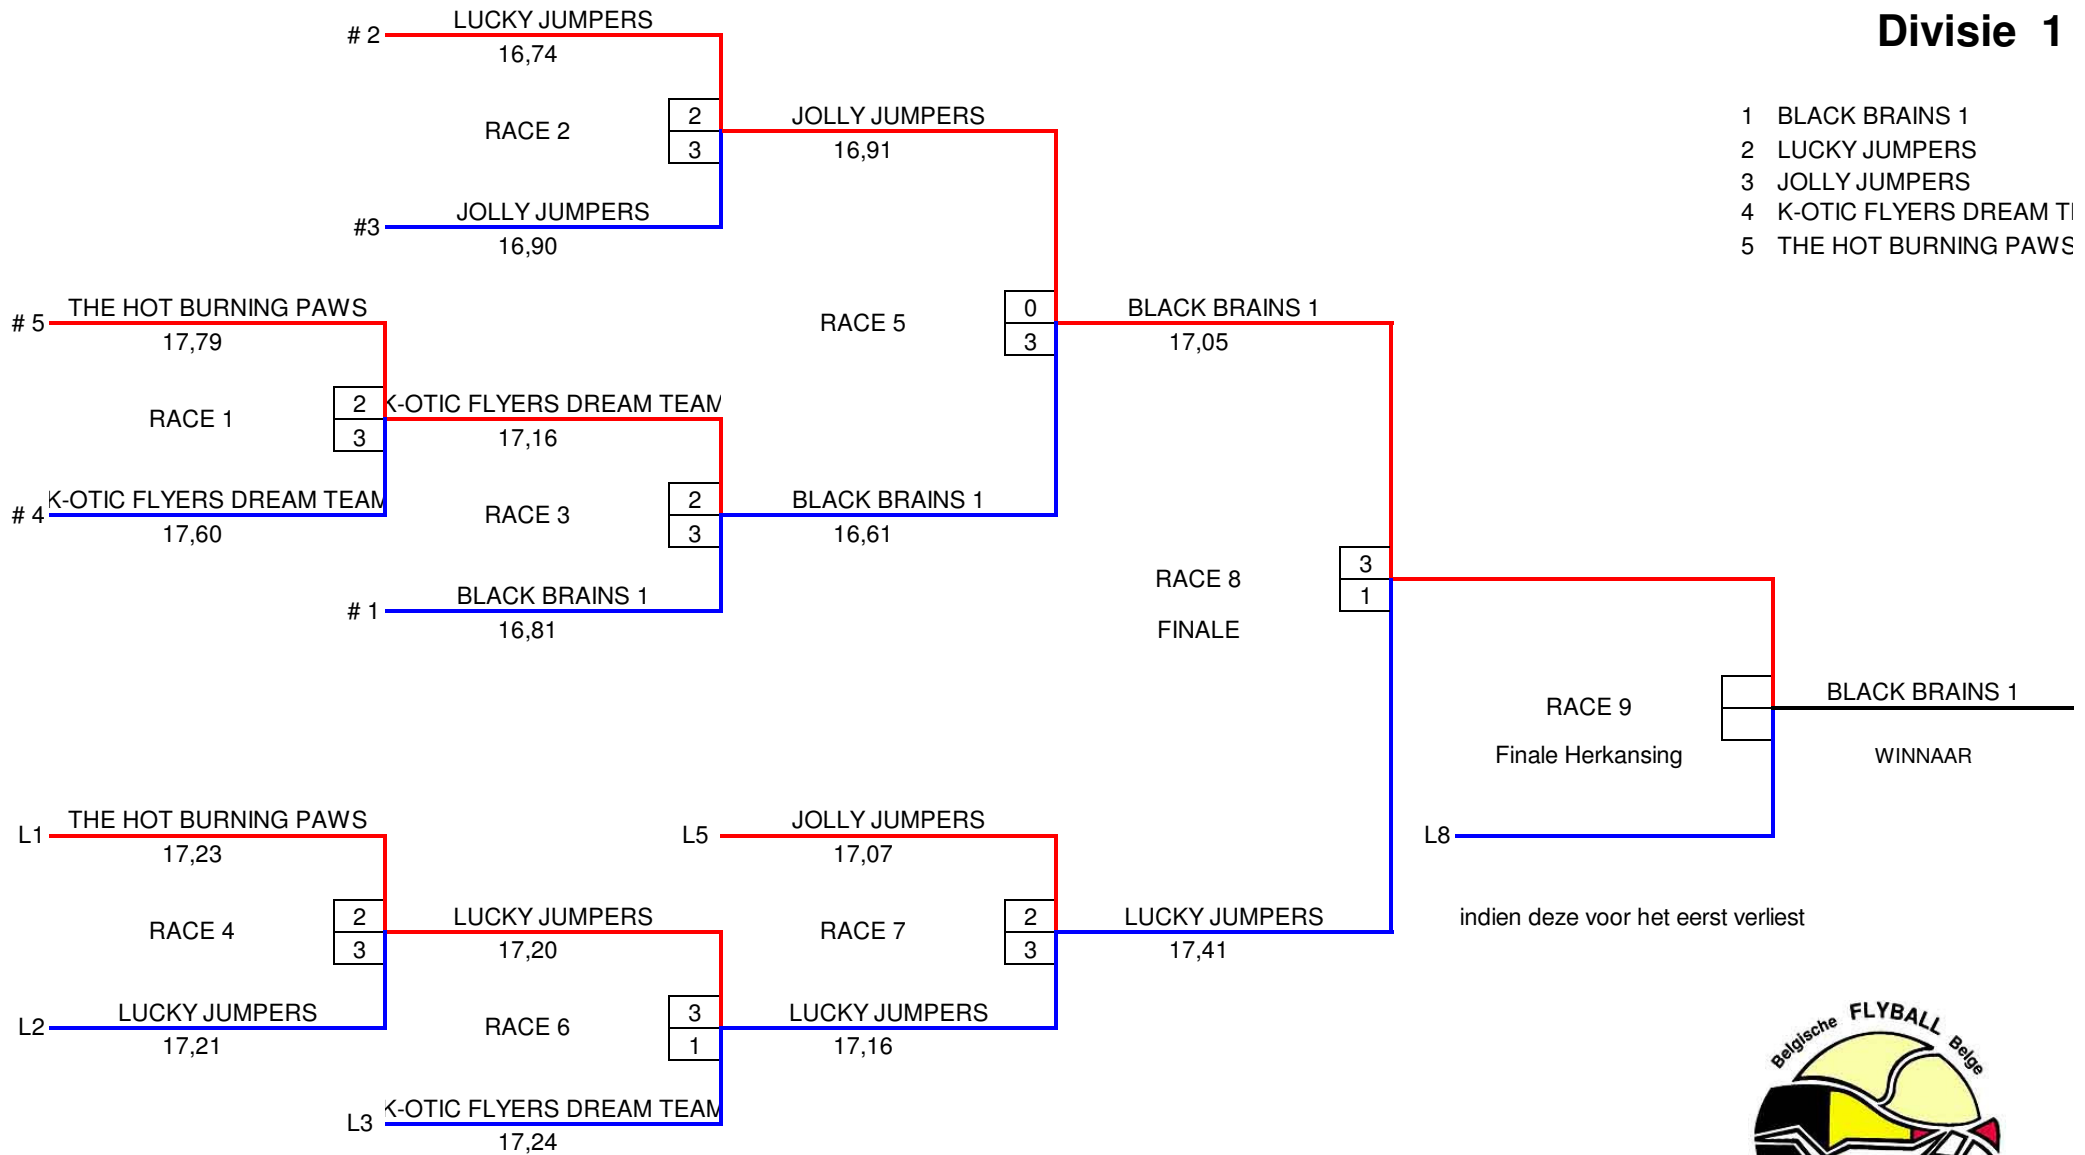 Divisie 1
1 BLACK BRAINS 1
2 LUCKY JUMPERS
3 JOLLY JUMPERS
4 K-OTIC FLYERS DREAM
5 THE HOT BURNING PAWS
# 2 LUCKY JUMPERS
16,74
RACE 2
2
3
#3 JOLLY JUMPERS
16,90
JOLLY JUMPERS
16,91
# 5 THE HOT BURNING PAWS
17,79
RACE 1
2
3
# 4 K-OTIC FLYERS DREAM TEAM
17,60
K-OTIC FLYERS DREAM TEAM
17,16
RACE 3
2
3
# 1 BLACK BRAINS 1
16,81
BLACK BRAINS 1
16,61
RACE 5
0
3
BLACK BRAINS 1
17,05
RACE 8
FINALE
3
1
RACE 9
Finale Herkansing
BLACK BRAINS 1
WINNAAR
L8
indien deze voor het eerst verliest
L1 THE HOT BURNING PAWS
17,23
RACE 4
2
3
L2 LUCKY JUMPERS
17,21
LUCKY JUMPERS
17,20
RACE 6
3
1
L3 K-OTIC FLYERS DREAM TEAM
17,24
L5 JOLLY JUMPERS
17,07
RACE 7
2
3
LUCKY JUMPERS
17,16
LUCKY JUMPERS
17,41
Belgische FLYBALL Belge